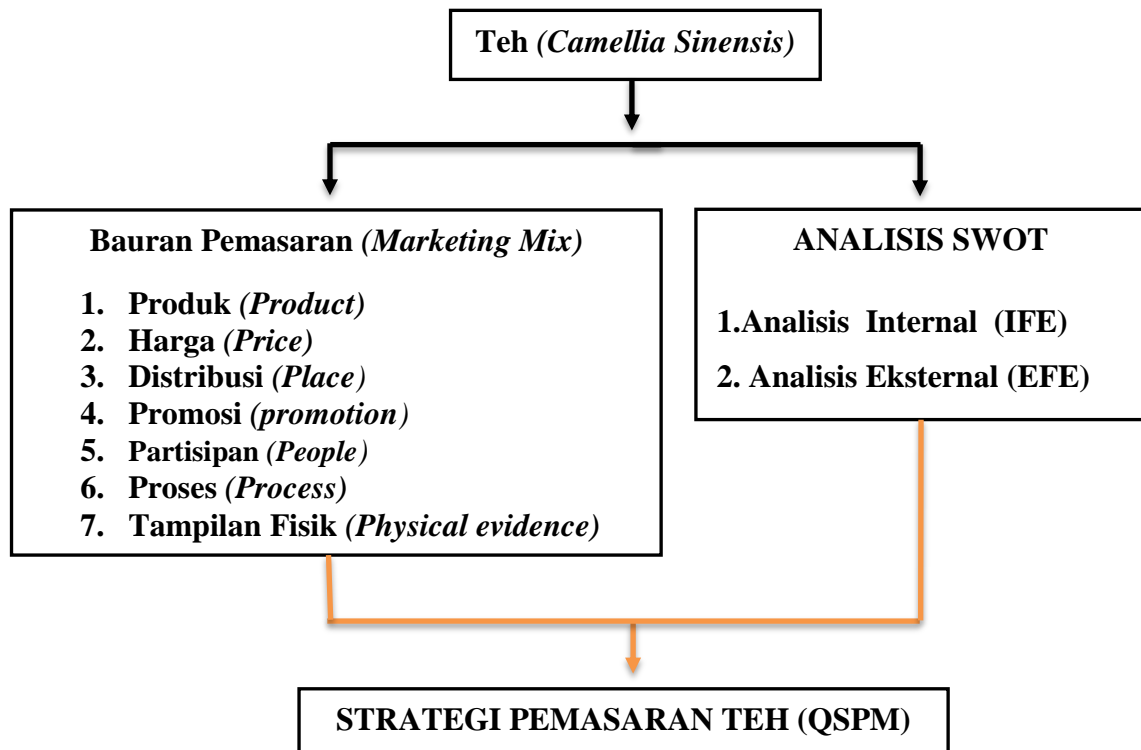 Teh (Camellia Sinensis)
Bauran Pemasaran (Marketing Mix)
1. Produk (Product)
2. Harga (Price)
3. Distribusi (Place)
4. Promosi (promotion)
5. Partisipan (People)
6. Proses (Process)
7. Tampilan Fisik (Physical evidence)
ANALISIS SWOT
1.Analisis Internal (IFE)
2. Analisis Eksternal (EFE)
STRATEGI PEMASARAN TEH (QSPM)